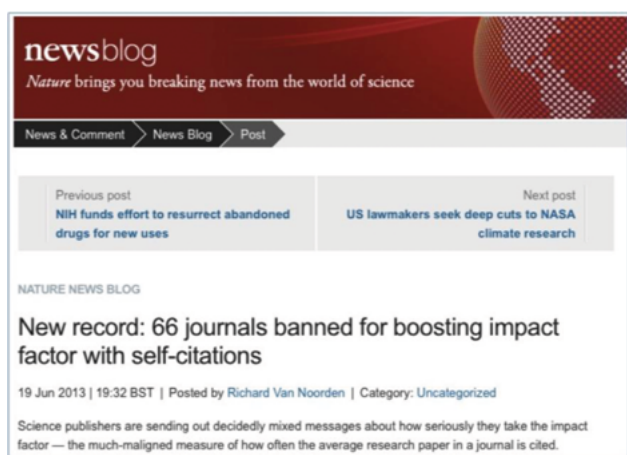 newsblog
Nature brings you breaking news from the world of science
News & Comment News Blog Post
Previous post
NIH funds effort to resurrect abandoned
drugs for new uses
Next post
US lawmakers seek deep cuts to NASA
climate research
NATURE NEWS BLOG
New record: 66 journals banned for boosting impact
factor with self-citations
19 Jun 2013 | 19:32 BST | Posted by Richard Van Noorden | Category: Uncategorized
Science publishers are sending out decidedly mixed messages about how seriously they take the impact
factor — the much-maligned measure of how often the average research paper in a journal is cited.